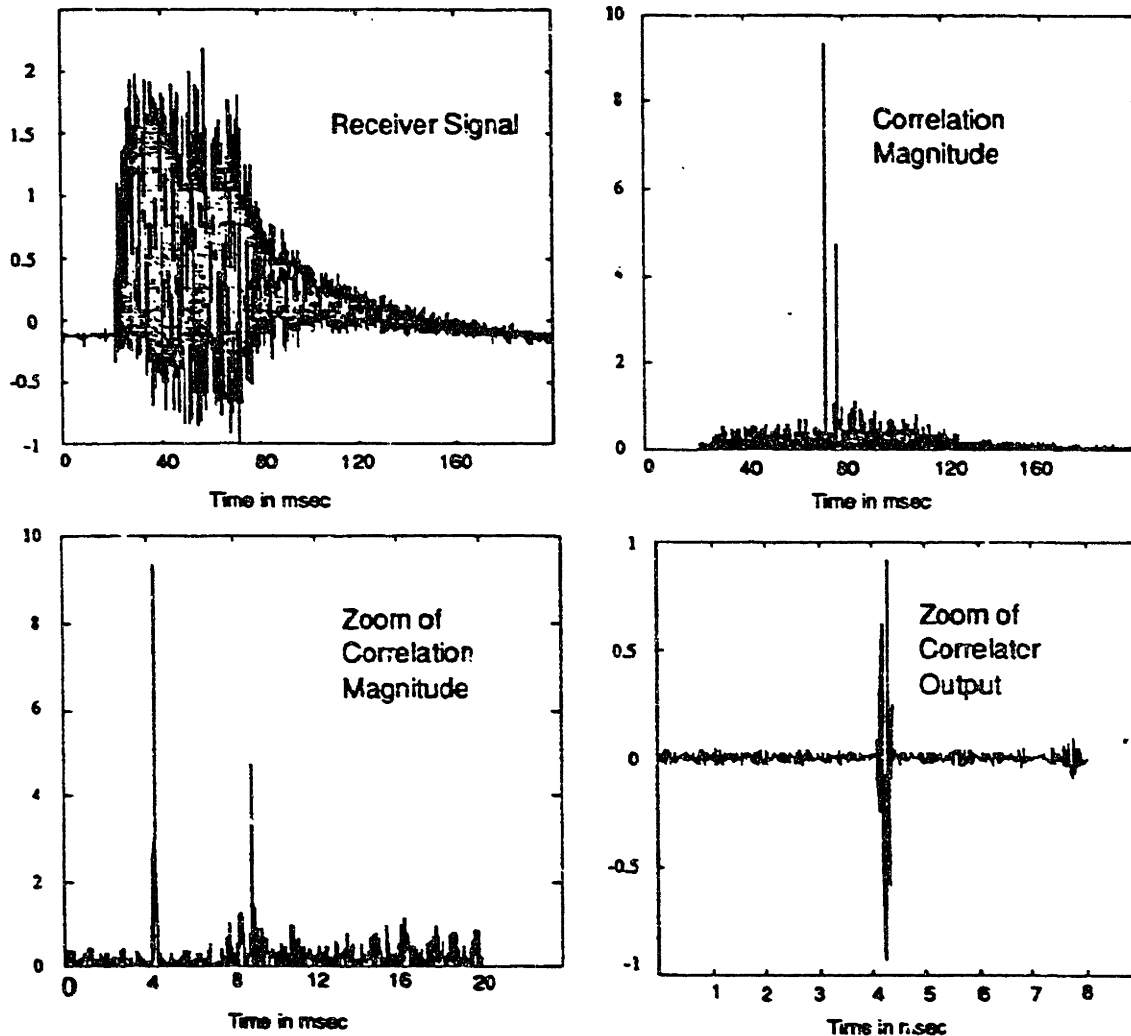 2
1.5
1
0.5
0
-0.5
-1
Receiver Signal
0 40 80 120 160
Time in msec
10
8
6
4
2
0
Correlation
Magnitude
0 40 80 120 160
Time in msec
10
8
6
4
2
0
Zoom of
Correlation
Magnitude
0 4 8 12 16 20
Time in msec
1
0.5
0
-0.5
-1
Zoom of
Correlator
Output
1 2 3 4 5 6 7 8
Time in msec